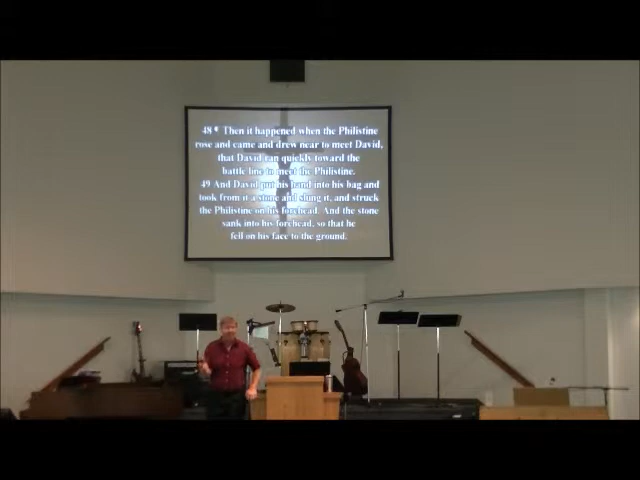 48 ¶ Then it happened when the Philistine
rose and came and drew near to meet David,
that David ran quickly toward the
battle line to meet the Philistine.
49 And David put his hand into his bag and
took from it a stone and slung it, and struck
the Philistine on his forehead. And the stone
sank into his forehead, so that he
fell on his face to the ground.